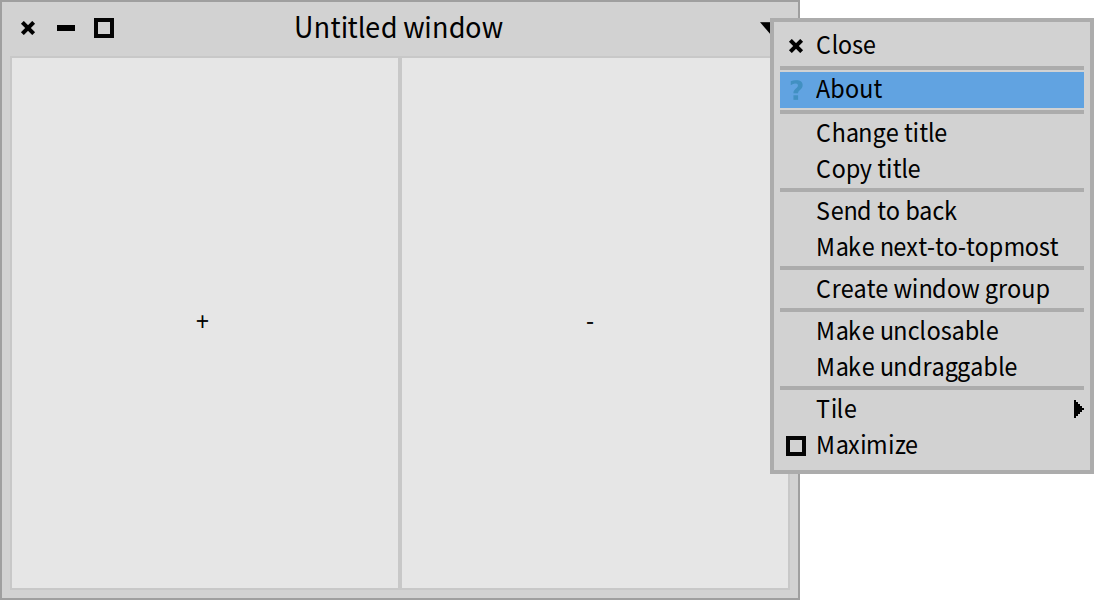 Untitled window
Close
? About
Change title
Copy title
Send to back
Make next-to-topmost
Create window group
Make unclosable
Make undraggable
Tile
Maximize
+
-